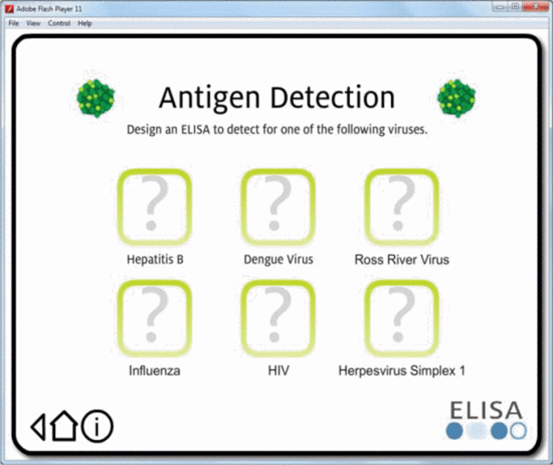 Adobe Flash Player 11
File View Control Help
Antigen Detection
Design an ELISA to detect for one of the following viruses.
? ? ?
Hepatitis B Dengue Virus Ross River Virus
? ? ?
Influenza HIV Herpesvirus Simplex 1
i ELISA